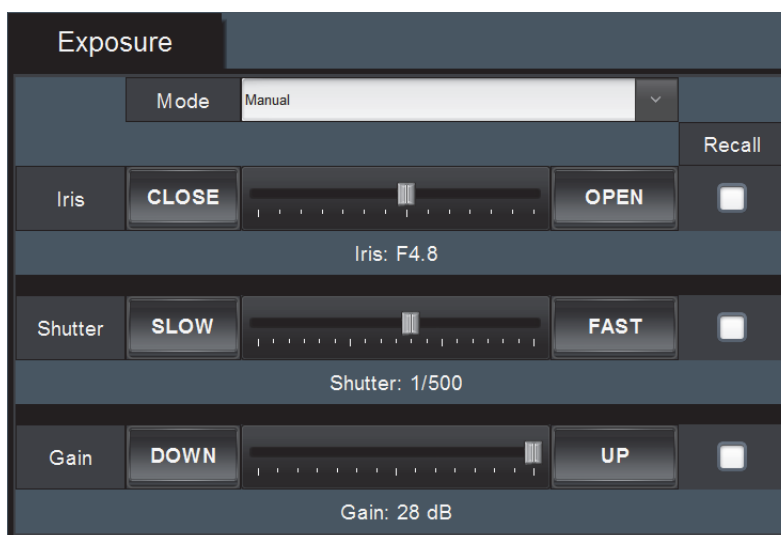 Exposure
Mode Manual
Recall
Iris CLOSE OPEN
Iris: F4.8
Shutter SLOW FAST
Shutter: 1/500
Gain DOWN UP
Gain: 28 dB